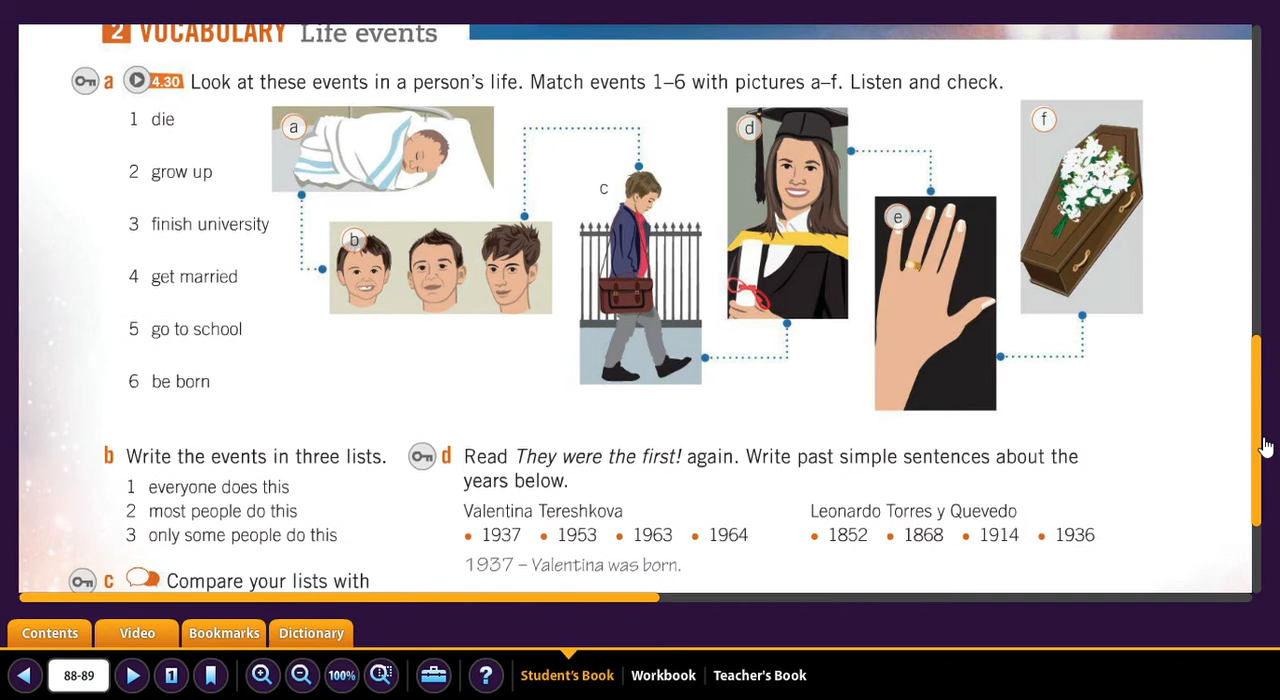 2 VOCABULARY Life events
a 4.30 Look at these events in a person's life. Match events 1–6 with pictures a–f. Listen and check.
1 die
2 grow up
3 finish university
4 get married
5 go to school
6 be born
a
b
c
d
e
f
b Write the events in three lists.
1 everyone does this
2 most people do this
3 only some people do this
c Compare your lists with
d Read They were the first! again. Write past simple sentences about the
years below.
Valentina Tereshkova
• 1937 • 1953 • 1963 • 1964
1937 – Valentina was born.
Leonardo Torres y Quevedo
• 1852 • 1868 • 1914 • 1936
Contents Video Bookmarks Dictionary
88-89 1 100% ? Student's Book Workbook Teacher's Book